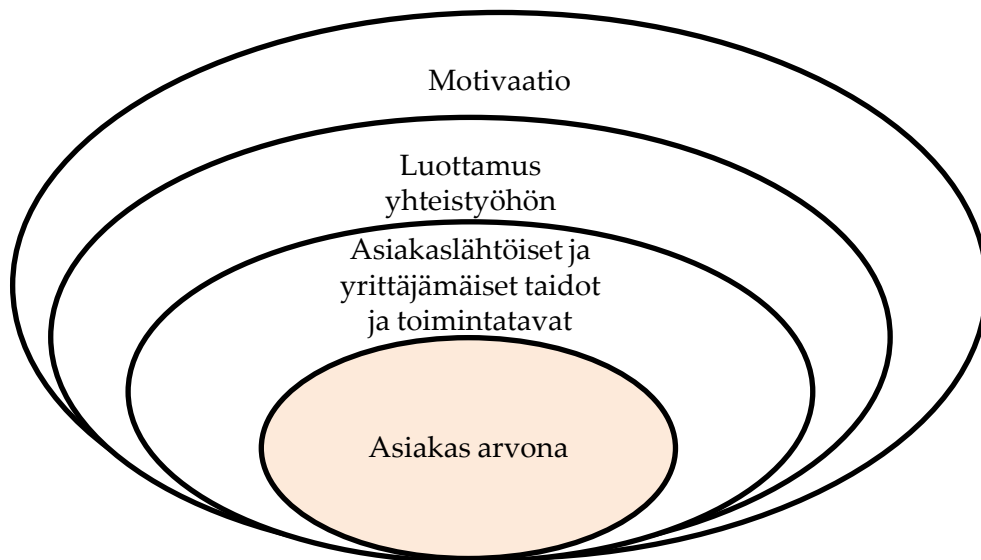 Motivaatio
Luottamus
yhteistyöhön
Asiakaslähtöiset ja
yrittäjämäiset taidot
ja toimintatavat
Asiakas arvona